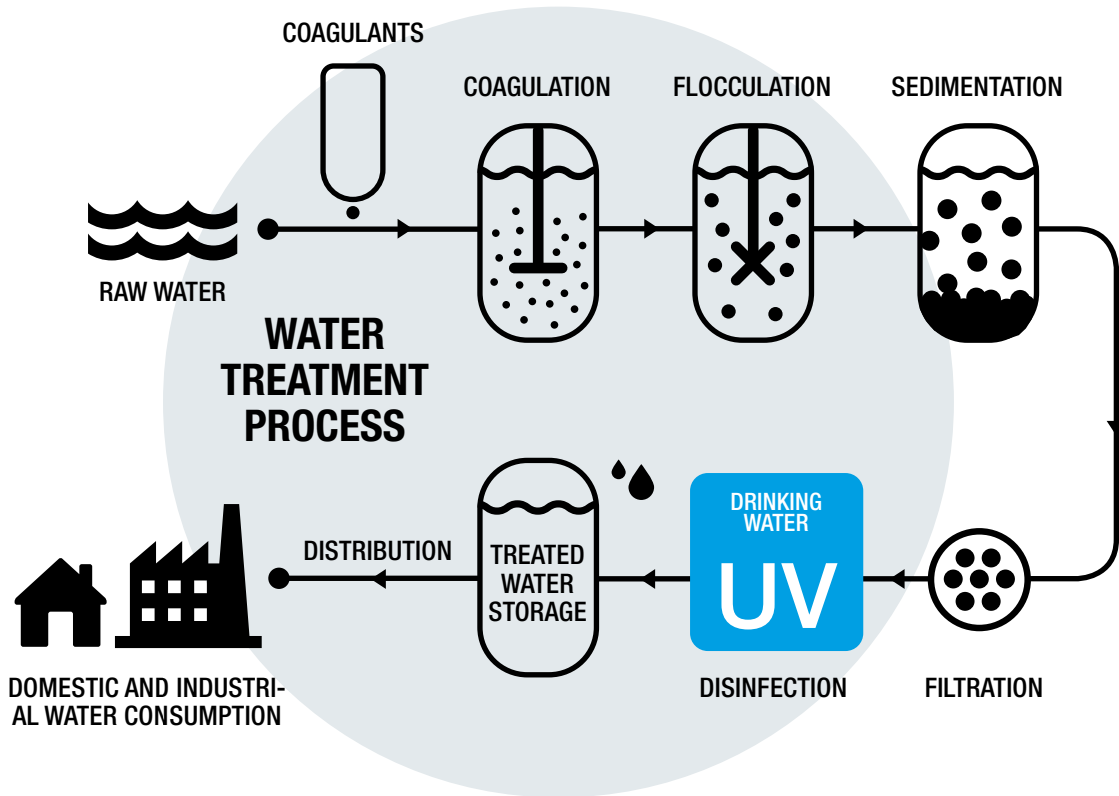 COAGULANTS
COAGULATION
FLOCCULATION
SEDIMENTATION
RAW WATER
WATER
TREATMENT
PROCESS
DRINKING
WATER
UV
DISTRIBUTION
TREATED
WATER
STORAGE
DOMESTIC AND INDUSTRI-
AL WATER CONSUMPTION
DISINFECTION
FILTRATION